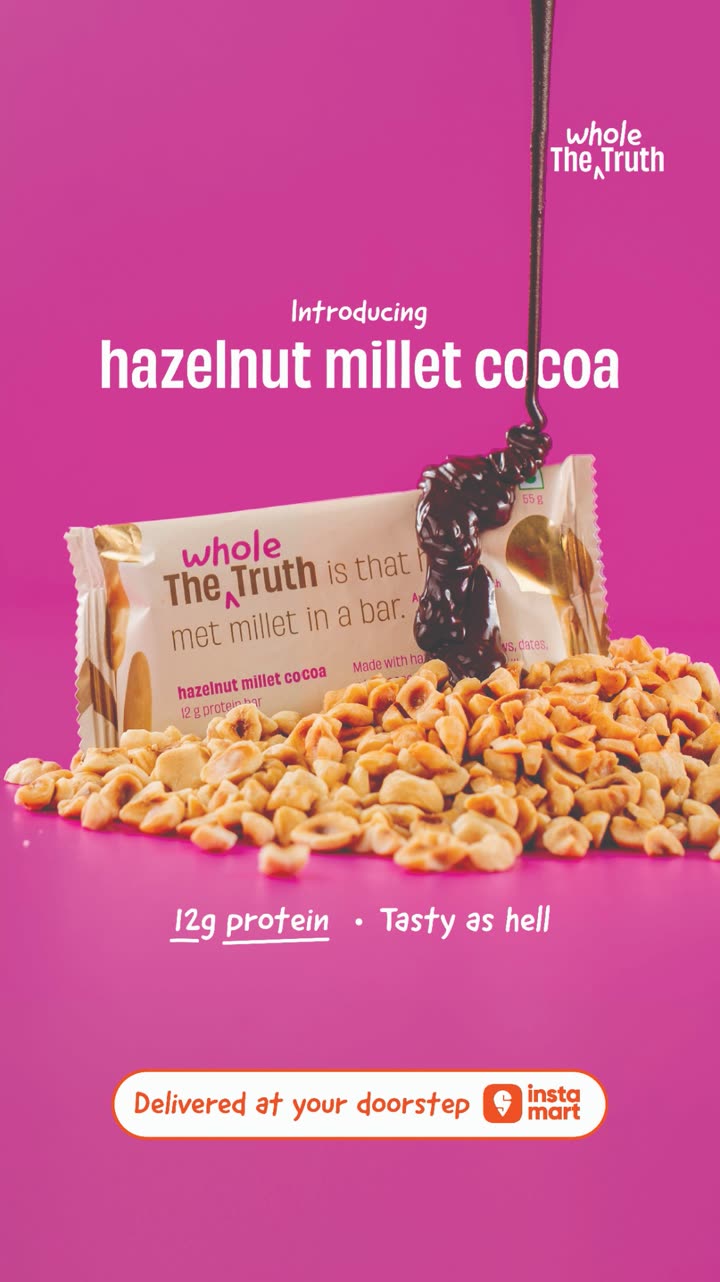 whole
The Truth
Introducing
hazelnut millet cocoa
55 g
whole
The Truth is that
met millet in a bar.
hazelnut millet cocoa
12 g protein bar
Made with
dates,
12g protein • Tasty as hell
Delivered at your doorstep insta
mart